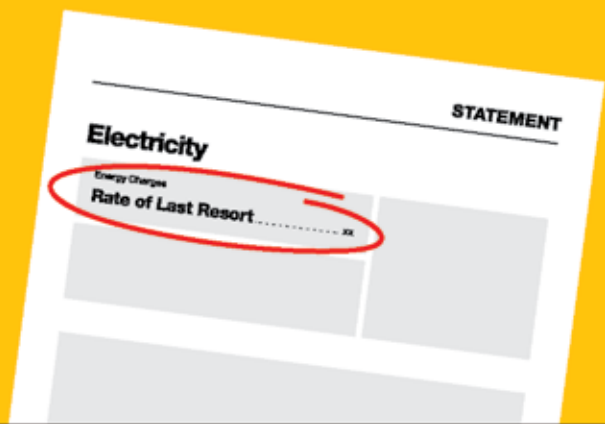 STATEMENT
Electricity
Energy Charges
Rate of Last Resort.............. xx